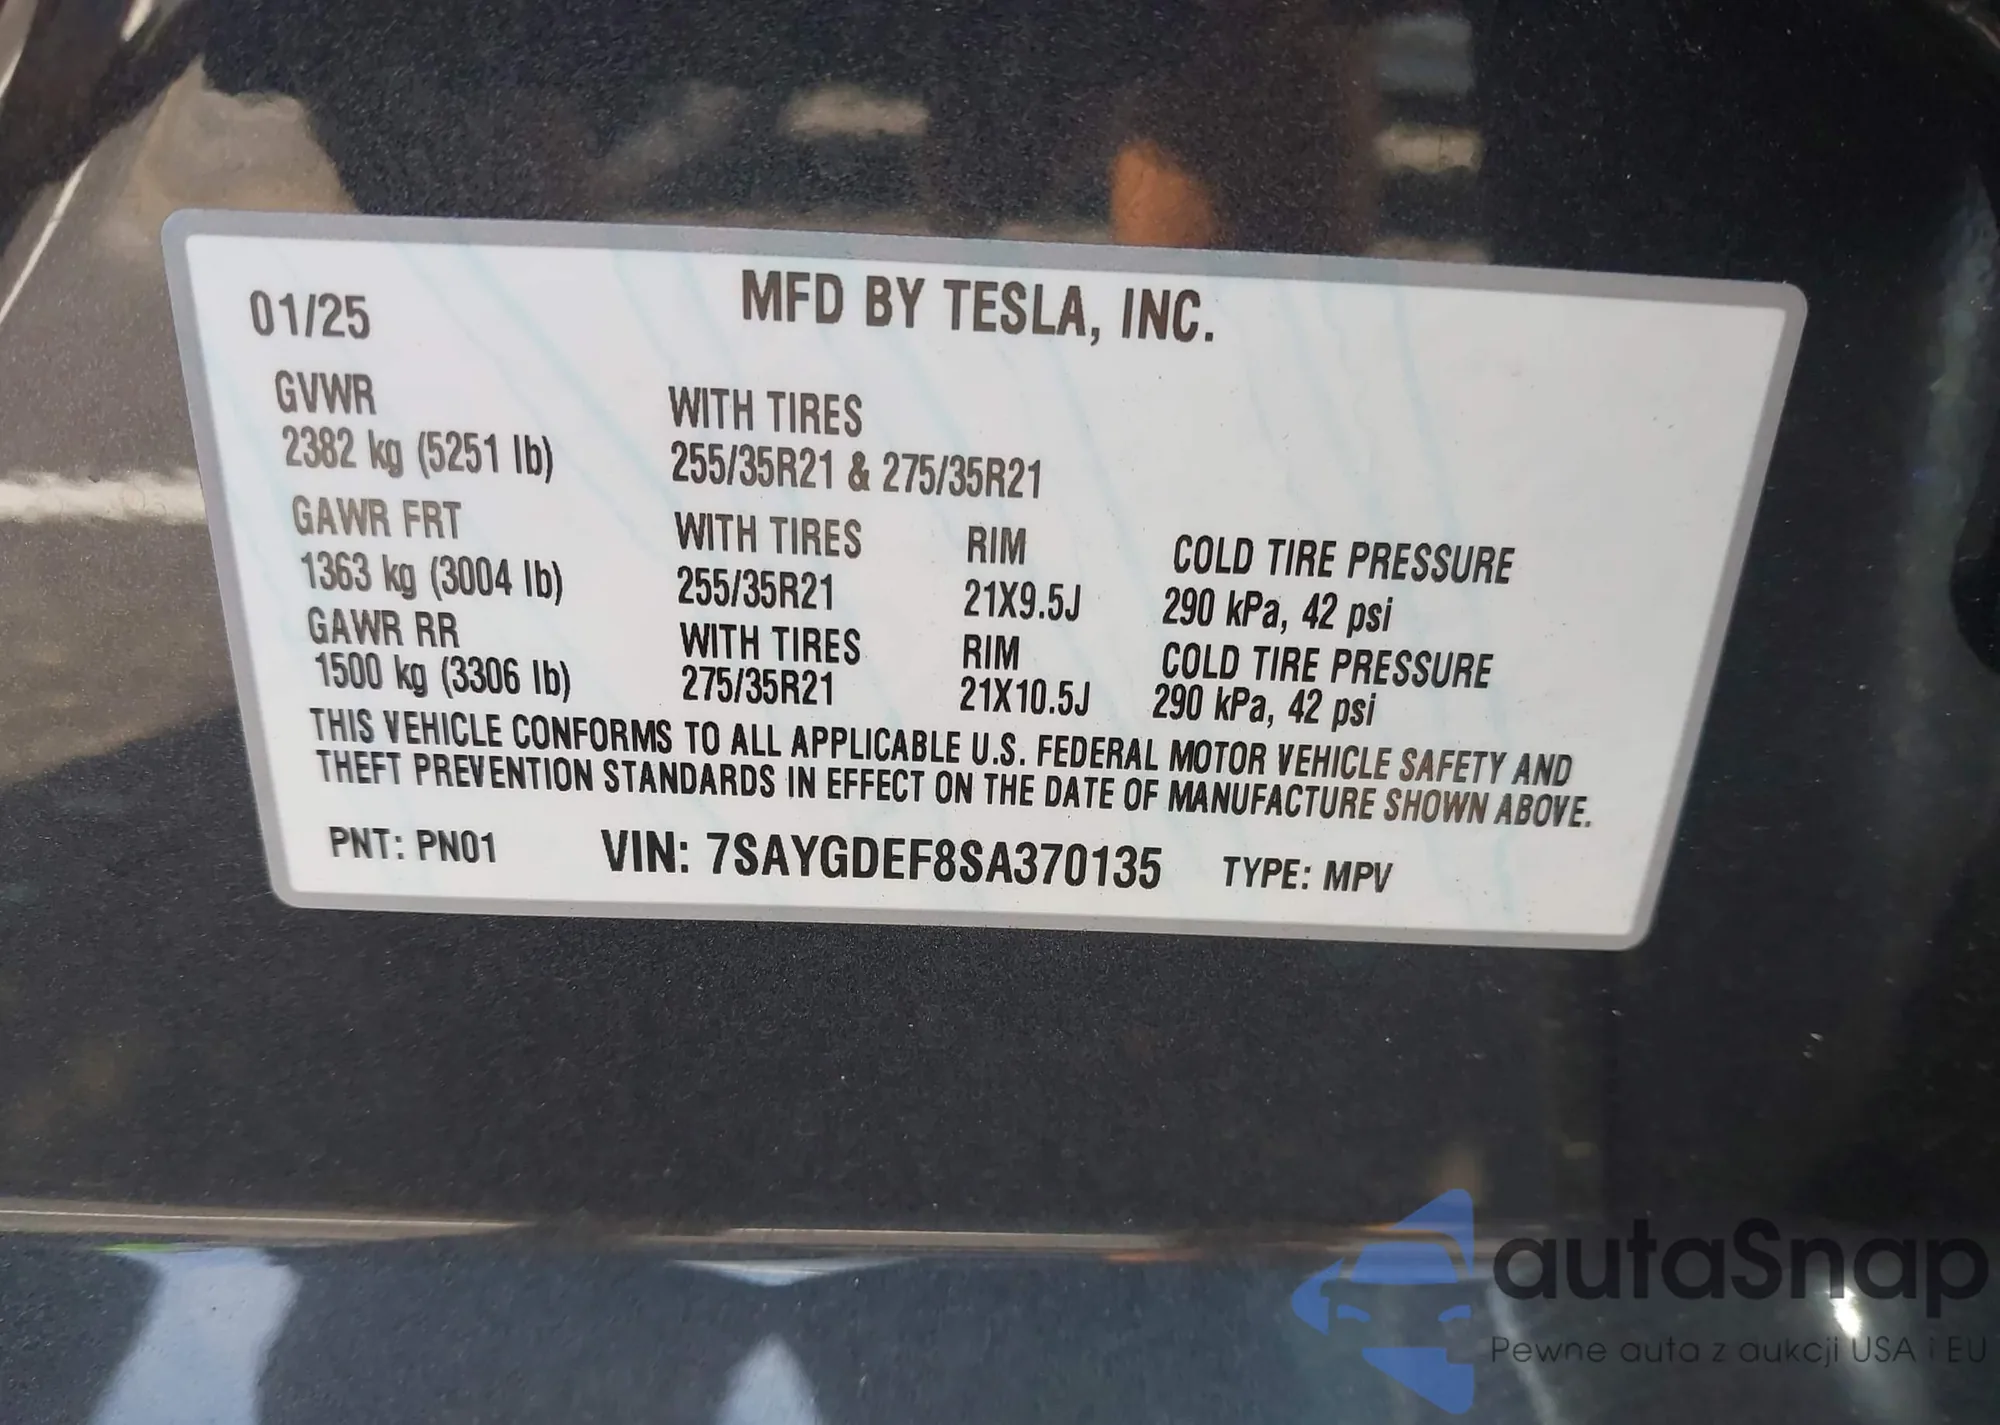 01/25 MFD BY TESLA, INC.
GVWR WITH TIRES
2382 kg (5251 lb) 255/35R21 & 275/35R21
GAWR FRT WITH TIRES RIM COLD TIRE PRESSURE
1363 kg (3004 lb) 255/35R21 21X9.5J 290 kPa, 42 psi
GAWR RR WITH TIRES RIM COLD TIRE PRESSURE
1500 kg (3306 lb) 275/35R21 21X10.5J 290 kPa, 42 psi
THIS VEHICLE CONFORMS TO ALL APPLICABLE U.S. FEDERAL MOTOR VEHICLE SAFETY AND
THEFT PREVENTION STANDARDS IN EFFECT ON THE DATE OF MANUFACTURE SHOWN ABOVE.
PNT: PN01 VIN: 7SAYGDEF8SA370135 TYPE: MPV
autaSnap
Pewne auta z aukcji USA i EU